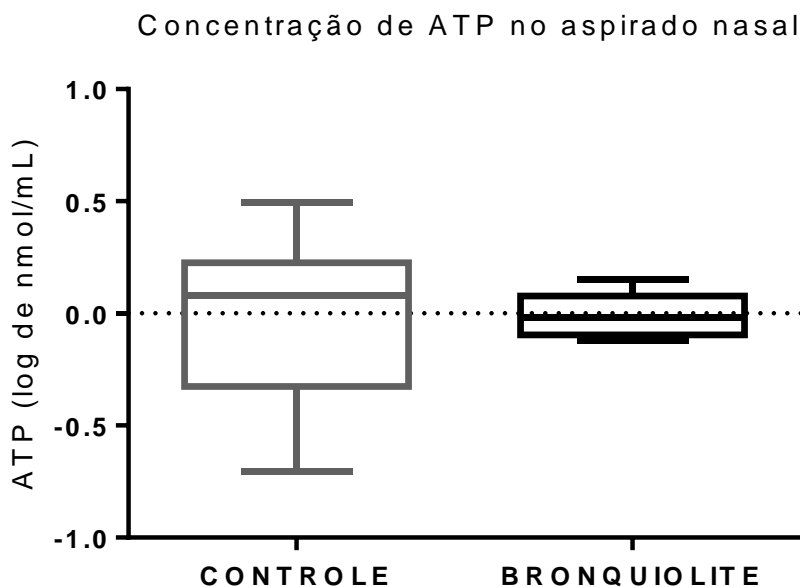 Concentração de ATP no aspirado nasal
ATP (log de nmol/mL)
1.0
0.5
0.0
-0.5
-1.0
CONTROLE
BRONQUIOLITE